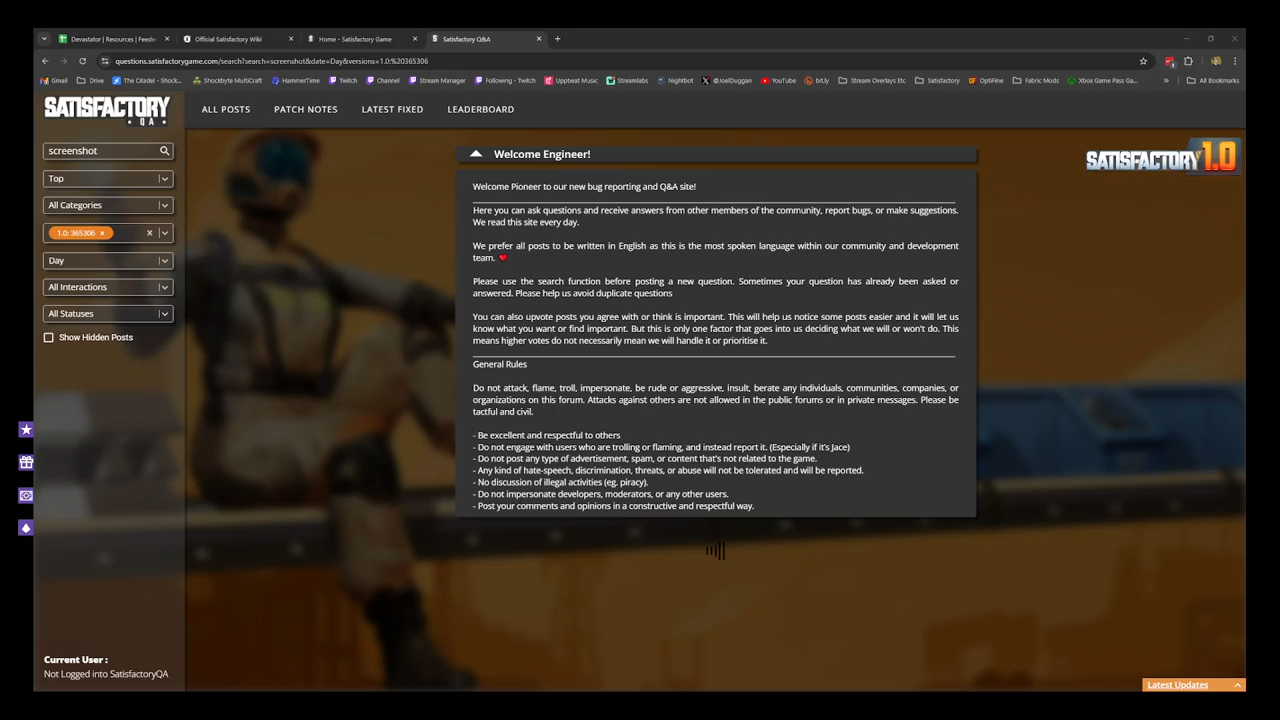 Devastator | Resources | Feed
Official Satisfactory Wiki
Home - Satisfactory Game
Satisfactory Q&A
questions.satisfactorygame.com/search?search=screenshot&date=Day&versions=1.0:%20365306
Gmail
Drive
The Citadel - Shock...
Shockbyte MultiCraft
HammerTime
Twitch
Channel
Stream Manager
Following - Twitch
Uppbeat Music
Streamlabs
Nightbot
@JoelDuggan
YouTube
bit.ly
Stream Overlays Etc
Satisfactory
OptiFine
Fabric Mods
Xbox Game Pass Ga...
All Bookmarks
SATISFACTORY
QA
ALL POSTS
PATCH NOTES
LATEST FIXED
LEADERBOARD
screenshot
Top
All Categories
1.0: 365306 ×
Day
All Interactions
All Statuses
Show Hidden Posts
SATISFACTORY 1.0
Welcome Engineer!
Welcome Pioneer to our new bug reporting and Q&A site!
Here you can ask questions and receive answers from other members of the community, report bugs, or make suggestions.
We read this site every day.
We prefer all posts to be written in English as this is the most spoken language within our community and development
team. ❤
Please use the search function before posting a new question. Sometimes your question has already been asked or
answered. Please help us avoid duplicate questions
You can also upvote posts you agree with or think is important. This will help us notice some posts easier and it will let us
know what you want or find important. But this is only one factor that goes into us deciding what we will or won't do. This
means higher votes do not necessarily mean we will handle it or prioritise it.
General Rules
Do not attack, flame, troll, impersonate, be rude or aggressive, insult, berate any individuals, communities, companies, or
organizations on this forum. Attacks against others are not allowed in the public forums or in private messages. Please be
tactful and civil.
- Be excellent and respectful to others
- Do not engage with users who are trolling or flaming, and instead report it. (Especially if it's Jace)
- Do not post any type of advertisement, spam, or content that's not related to the game.
- Any kind of hate-speech, discrimination, threats, or abuse will not be tolerated and will be reported.
- No discussion of illegal activities (eg. piracy).
- Do not impersonate developers, moderators, or any other users.
- Post your comments and opinions in a constructive and respectful way.
Current User :
Not Logged into SatisfactoryQA
Latest Updates